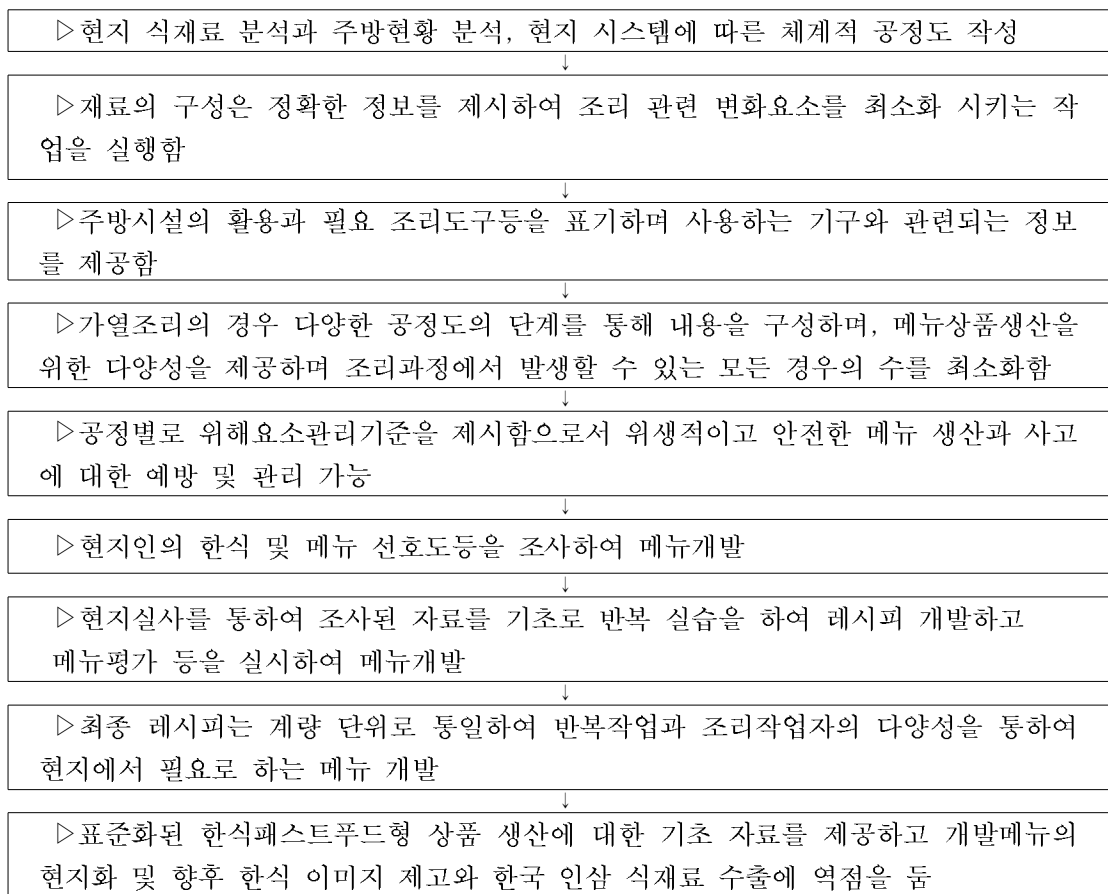 ▷현지 식재료 분석과 주방현황 분석, 현지 시스템에 따른 체계적 공정도 작성
↓
▷재료의 구성은 정확한 정보를 제시하여 조리 관련 변화요소를 최소화 시키는 작
업을 실행함
↓
▷주방시설의 활용과 필요 조리도구등을 표기하며 사용하는 기구와 관련되는 정보
를 제공함
↓
▷가열조리의 경우 다양한 공정도의 단계를 통해 내용을 구성하며, 메뉴상품생산을
위한 다양성을 제공하며 조리과정에서 발생할 수 있는 모든 경우의 수를 최소화함
↓
▷공정별로 위해요소관리기준을 제시함으로서 위생적이고 안전한 메뉴 생산과 사고
에 대한 예방 및 관리 가능
↓
▷현지인의 한식 및 메뉴 선호도등을 조사하여 메뉴개발
↓
▷현지실사를 통하여 조사된 자료를 기초로 반복 실습을 하여 레시피 개발하고
메뉴평가 등을 실시하여 메뉴개발
↓
▷최종 레시피는 계량 단위로 통일하여 반복작업과 조리작업자의 다양성을 통하여
현지에서 필요로 하는 메뉴 개발
↓
▷표준화된 한식패스트푸드형 상품 생산에 대한 기초 자료를 제공하고 개발메뉴의
현지화 및 향후 한식 이미지 제고와 한국 인삼 식재료 수출에 역점을 둠